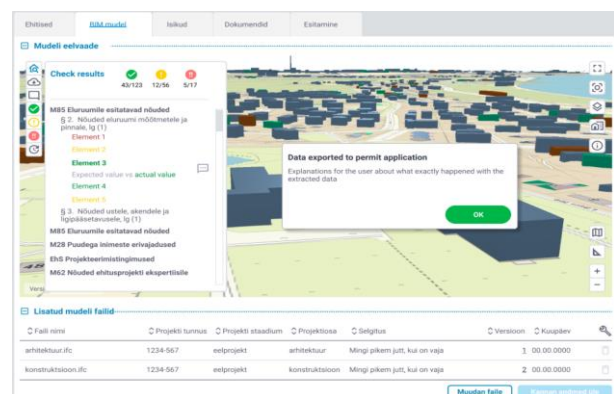 Ehitised BIM mudel Isikud Dokumendid Esitamine
Mudeli eelvaade
Check results
43/123 12/56 5/17
M85 Eluruumile esitatavad nõuded
§ 2. Nõuded eluruumi mõõtmetele ja
pinnale, lg (1)
Element 1
Element 2
Element 3
Expected value vs actual value
Element 4
Element 5
§ 3. Nõuded ustele, akendele ja
ligipääsetavusele, lg (1)
M85 Eluruumile esitatavad nõuded
M28 Puudega inimeste erivajadused
EhS Projekteerimistingimused
M62 Nõuded ehitusprojekti ekspertiisile
Data exported to permit application
Explanations for the user about what exactly happened with the
extracted data
OK
Lisatud mudeli failid
Faili nimi Projekti tunnus Projekti staadium Projektiosa Selgitus Versioon Kuupäev
arhitektuur.ifc 1234-567 eelprojekt arhitektuur Mingi pikem jutt, kui on vaja 1 00.00.0000
konstruktsioon.ifc 1234-567 eelprojekt konstruktsioon Mingi pikem jutt, kui on vaja 2 00.00.0000
Muudan faile Kannan andmed üle